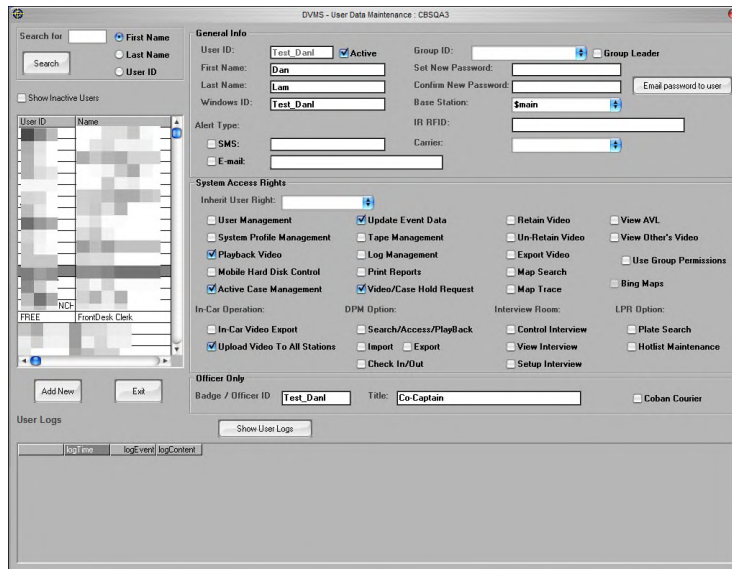 DVMS - User Data Maintenance : CBSQA3
Search for
First Name
Last Name
User ID
Search
Show Inactive Users
User ID Name
NCH
FREE FrontDesk Clerk
Add New Exit
General Info
User ID: Test_Danl Active Group ID: Group Leader
First Name: Dan Set New Password:
Last Name: Lam Confirm New Password: Email password to user
Windows ID: Test_Danl Base Station: $main
Alert Type: IR RFID:
SMS: Carrier:
E-mail:
System Access Rights
Inherit User Right:
User Management Update Event Data Retain Video View AVL
System Profile Management Tape Management Un-Retain Video View Other's Video
Playback Video Log Management Export Video Use Group Permissions
Mobile Hard Disk Control Print Reports Map Search
Active Case Management Video/Case Hold Request Map Trace Bing Maps
In-Car Operation: DPM Option: Interview Room: LPR Option:
In-Car Video Export Search/Access/PlayBack Control Interview Plate Search
Upload Video To All Stations Import Export View Interview Hotlist Maintenance
Check In/Out Setup Interview
Officer Only
Badge / Officer ID Test_Danl Title: Co-Captain Coban Courier
User Logs Show User Logs
logTime logEvent logContent